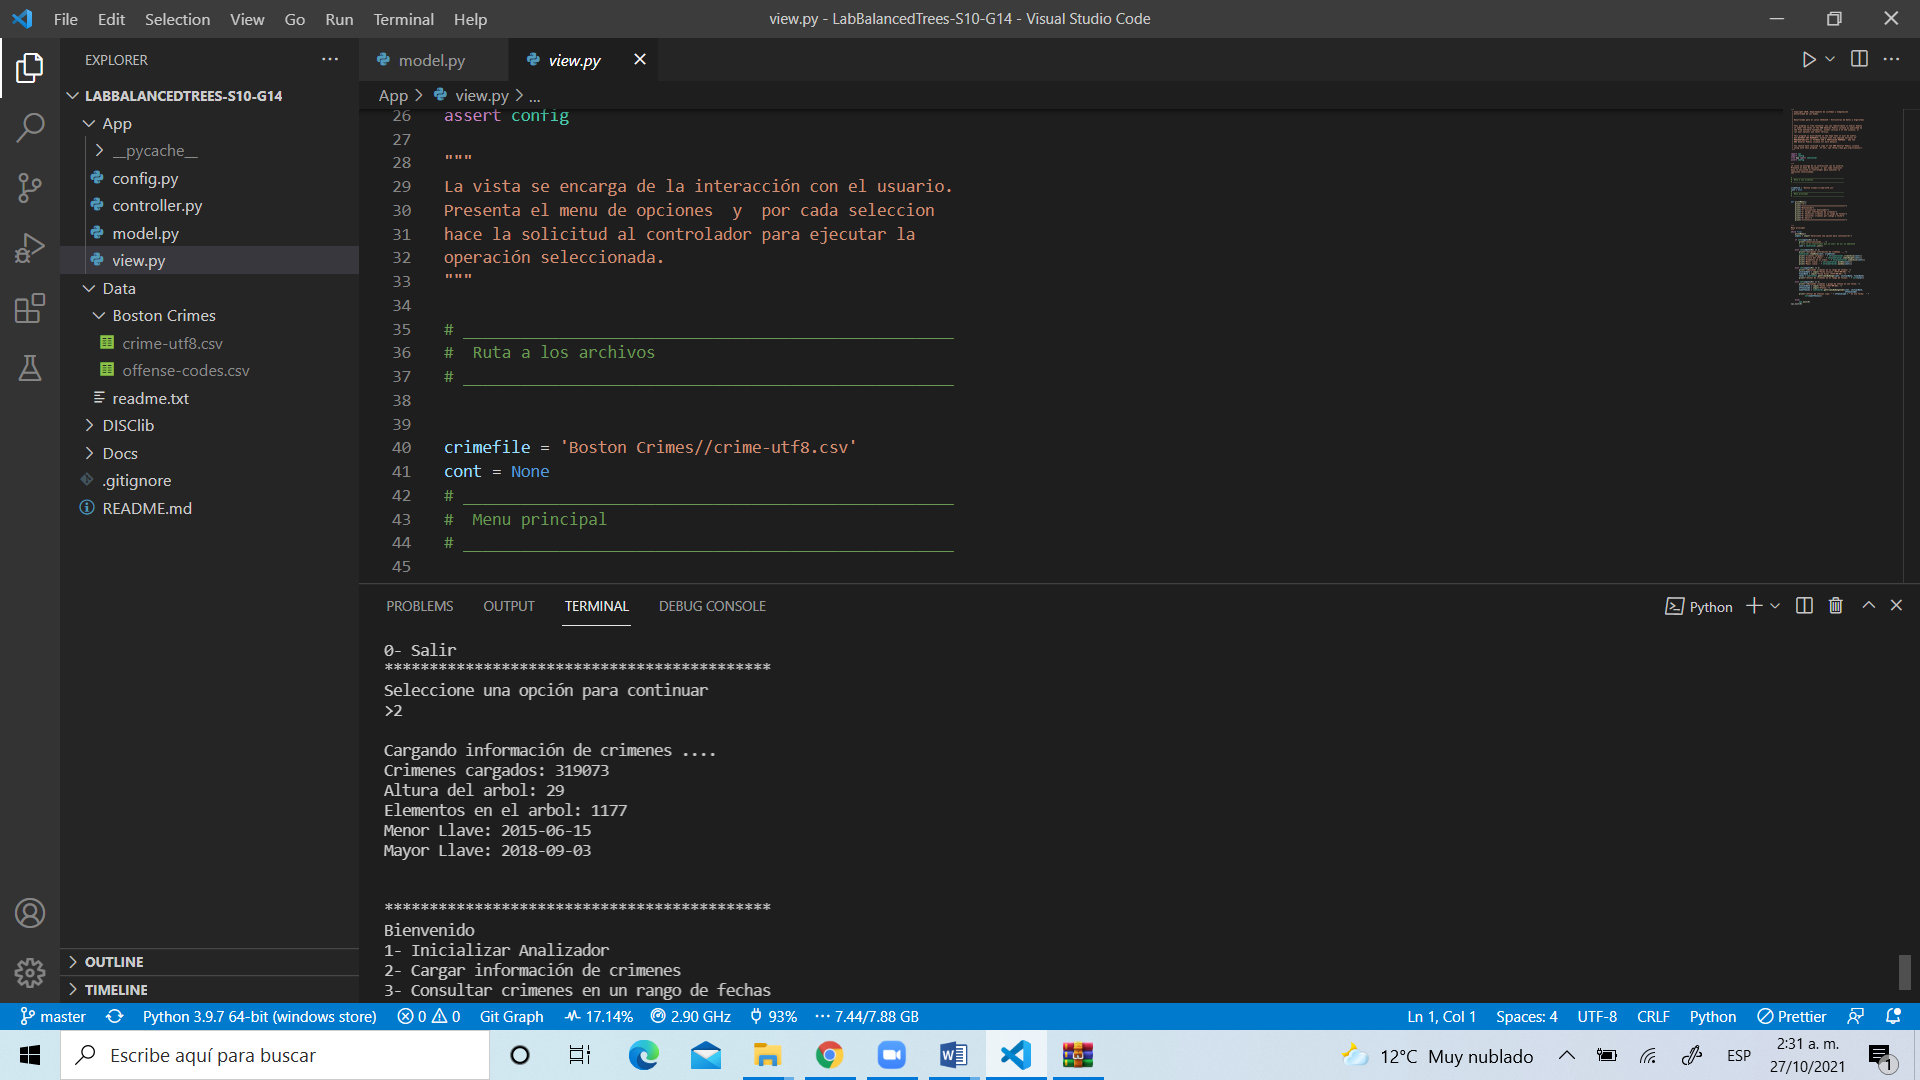 File Edit Selection View Go Run Terminal Help
view.py - LabBalancedTrees-S10-G14 - Visual Studio Code
EXPLORER
LABBALANCEDTREES-S10-G14
App
__pycache__
config.py
controller.py
model.py
view.py
Data
Boston Crimes
crime-utf8.csv
offense-codes.csv
readme.txt
DISClib
Docs
.gitignore
README.md
OUTLINE
TIMELINE
model.py view.py
App > view.py > ...
26 assert config
27
28 """
29 La vista se encarga de la interacción con el usuario.
30 Presenta el menu de opciones  y  por cada seleccion
31 hace la solicitud al controlador para ejecutar la
32 operación seleccionada.
33 """
34
35 # ___________________________________________________
36 #  Ruta a los archivos
37 # ___________________________________________________
38
39
40 crimefile = 'Boston Crimes//crime-utf8.csv'
41 cont = None
42 # ___________________________________________________
43 #  Menu principal
44 # ___________________________________________________
45
PROBLEMS OUTPUT TERMINAL DEBUG CONSOLE
Python
0- Salir
*******************************************
Seleccione una opción para continuar
>2
Cargando información de crimenes ....
Crimenes cargados: 319073
Altura del arbol: 29
Elementos en el arbol: 1177
Menor Llave: 2015-06-15
Mayor Llave: 2018-09-03
*******************************************
Bienvenido
1- Inicializar Analizador
2- Cargar información de crimenes
3- Consultar crimenes en un rango de fechas
master Python 3.9.7 64-bit (windows store) 0 0 Git Graph 17.14% 2.90 GHz 93% 7.44/7.88 GB
Ln 1, Col 1 Spaces: 4 UTF-8 CRLF Python Prettier
Escribe aquí para buscar
12°C Muy nublado
ESP
2:31 a. m.
27/10/2021
1